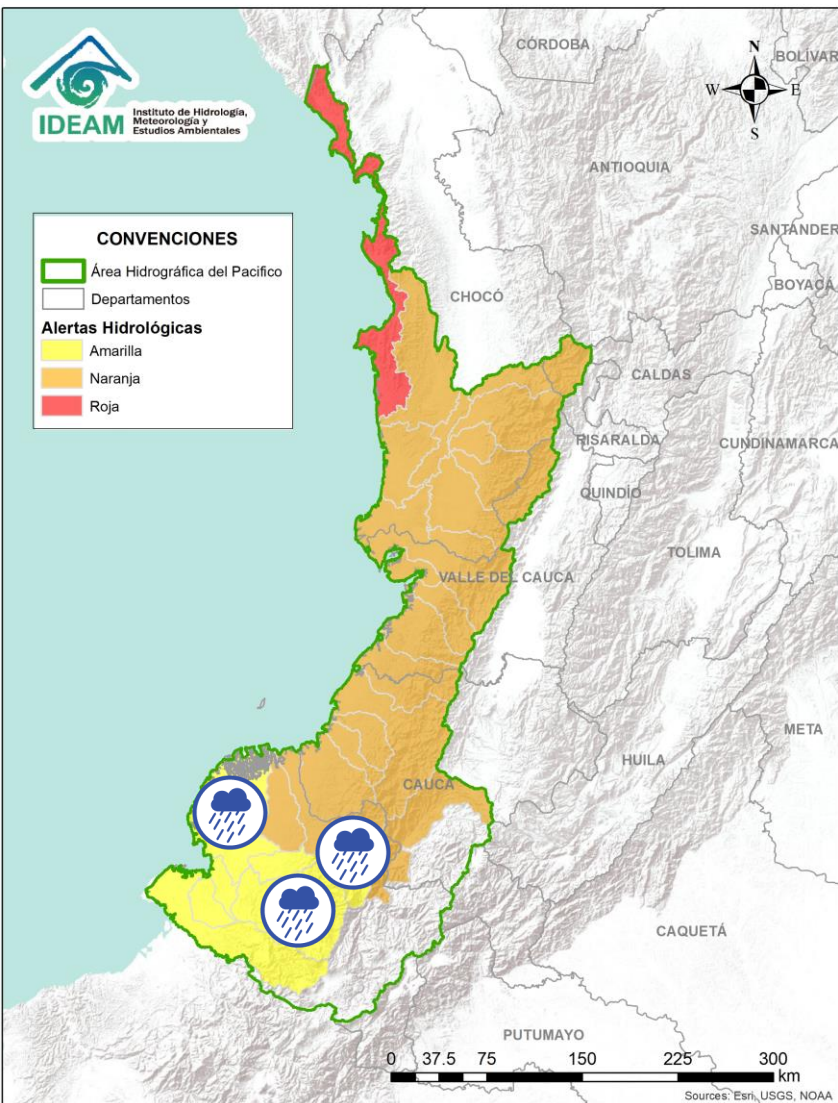 IDEAM
Instituto de Hidrología,
Meteorología y
Estudios Ambientales
CÓRDOBA
BOLÍVAR
N
W
E
S
ANTIOQUIA
SANTANDER
BOYACÁ
CONVENCIONES
Área Hidrográfica del Pacifico
Departamentos
Alertas Hidrológicas
Amarilla
Naranja
Roja
CHOCÓ
CALDAS
RISARALDA
CUNDINAMARCA
QUINDÍO
TOLIMA
VALLE DEL CAUCA
META
HUILA
CAUCA
CAQUETÁ
PUTUMAYO
0 37.5 75 150 225 300
km
Sources: Esri, USGS, NOAA